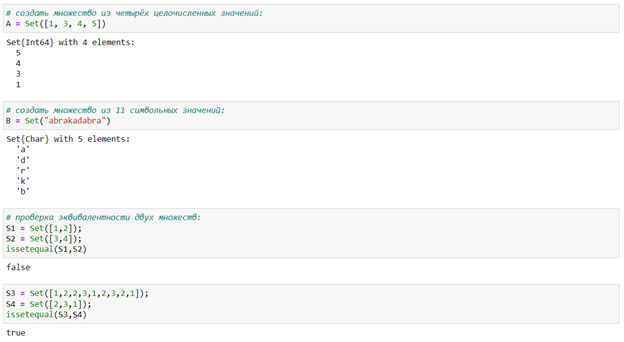 # создать множество из четырёх целочисленных значений:
A = Set([1, 3, 4, 5])
Set{Int64} with 4 elements:
5
4
3
1
# создать множество из 11 символьных значений:
B = Set("abrakadabra")
Set{Char} with 5 elements:
'a'
'd'
'r'
'k'
'b'
# проверка эквивалентности двух множеств:
S1 = Set([1,2]);
S2 = Set([3,4]);
issetequal(S1,S2)
false
S3 = Set([1,2,2,3,1,2,3,2,1]);
S4 = Set([2,3,1]);
issetequal(S3,S4)
true